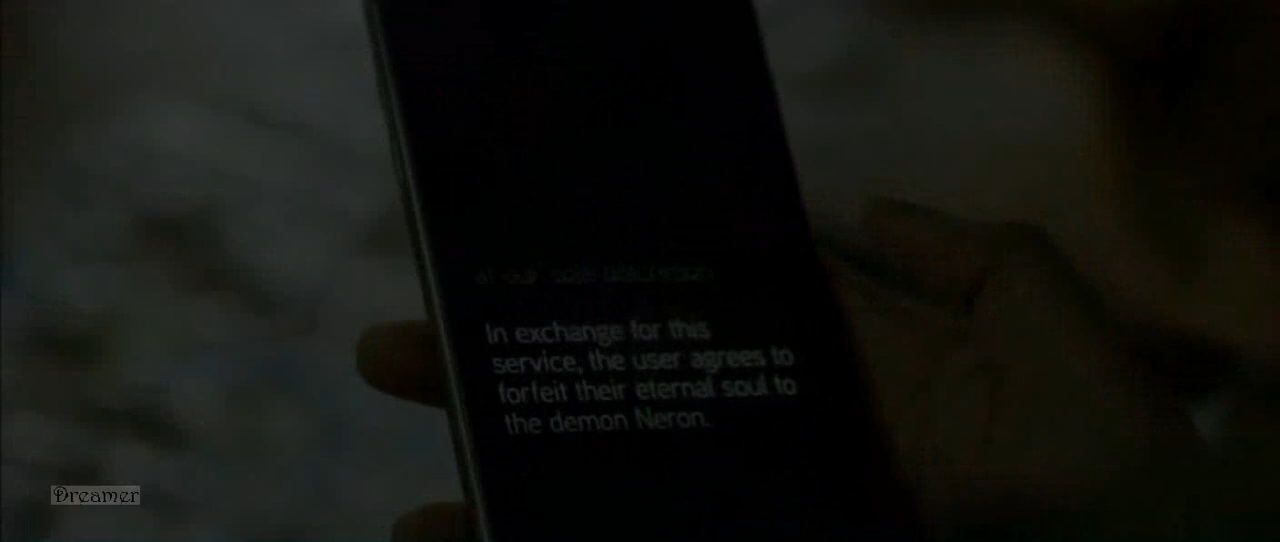 In exchange for this
service, the user agrees to
forfeit their eternal soul to
the demon Neron.
Dreamer